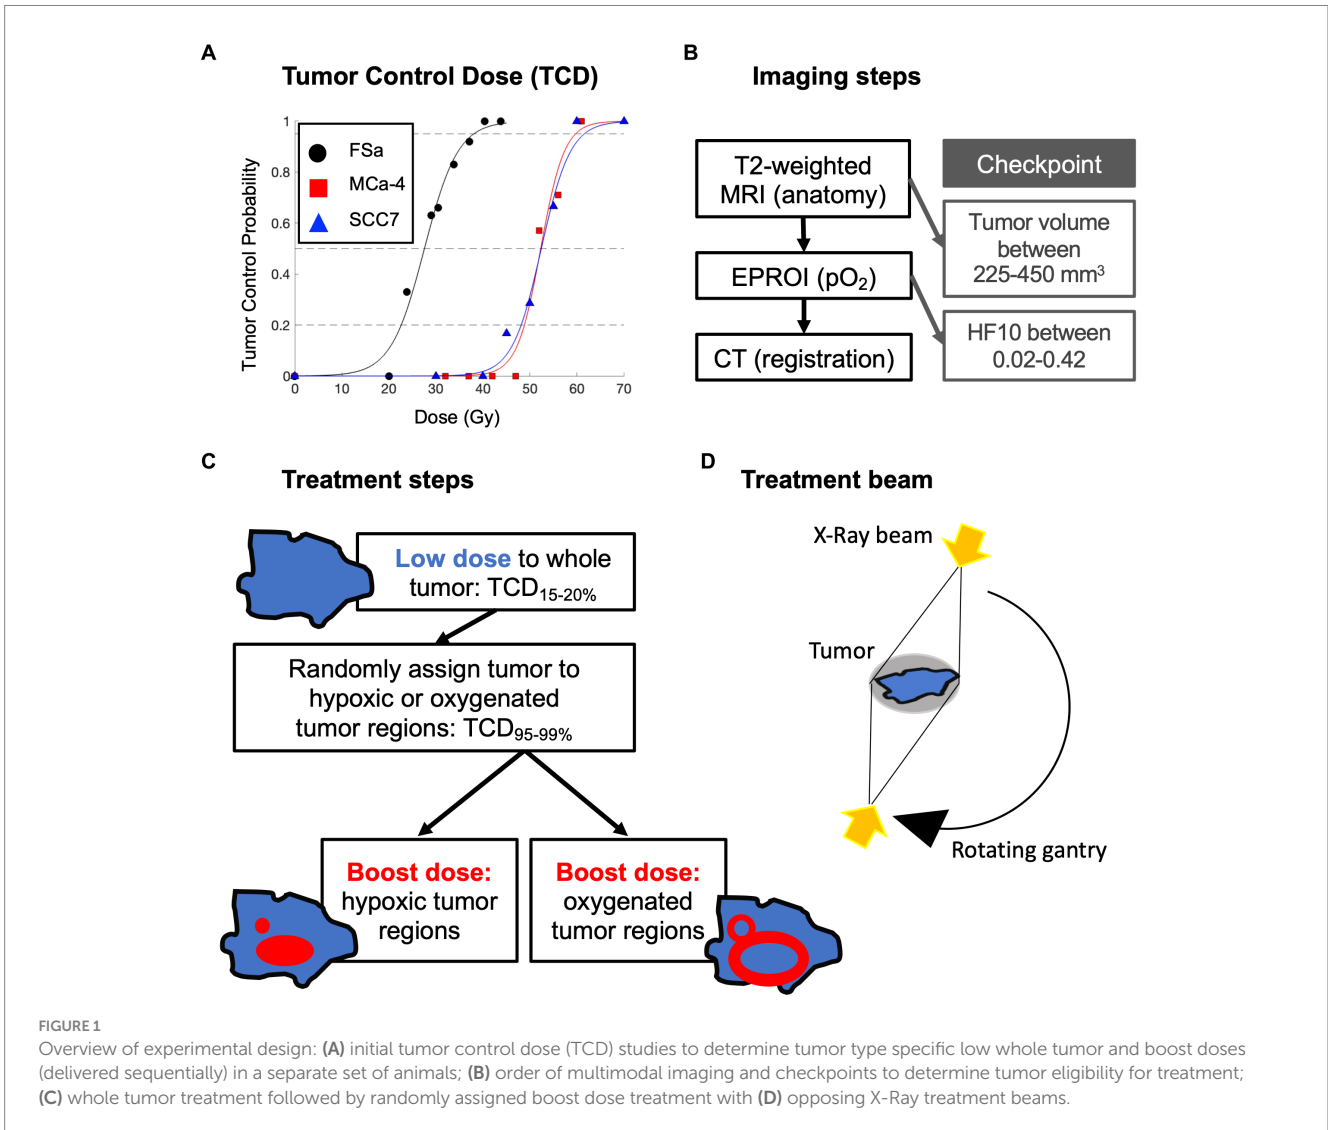 A
Tumor Control Dose (TCD)
Tumor Control Probability
1
0.8
0.6
0.4
0.2
0
FSa
MCa-4
SCC7
0
10
20
30
40
50
60
70
Dose (Gy)
B
Imaging steps
T2-weighted
MRI (anatomy)
EPROI (pO₂)
CT (registration)
Checkpoint
Tumor volume
between
225-450 mm³
HF10 between
0.02-0.42
C
Treatment steps
Low dose to whole
tumor: TCD₁₅₋₂₀%
Randomly assign tumor to
hypoxic or oxygenated
tumor regions: TCD₉₅₋₉₉%
Boost dose:
hypoxic tumor
regions
Boost dose:
oxygenated
tumor regions
D
Treatment beam
X-Ray beam
Tumor
Rotating gantry
FIGURE 1
Overview of experimental design: (A) initial tumor control dose (TCD) studies to determine tumor type specific low whole tumor and boost doses
(delivered sequentially) in a separate set of animals; (B) order of multimodal imaging and checkpoints to determine tumor eligibility for treatment;
(C) whole tumor treatment followed by randomly assigned boost dose treatment with (D) opposing X-Ray treatment beams.